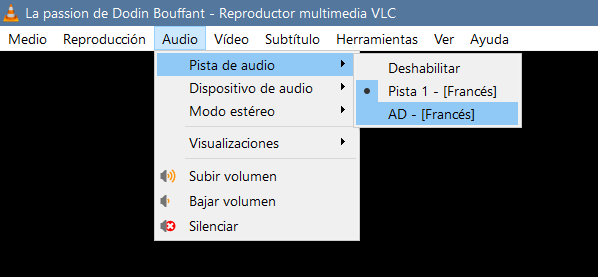 La passion de Dodin Bouffant - Reproductor multimedia VLC
Medio Reproducción Audio Vídeo Subtítulo Herramientas Ver Ayuda
Pista de audio
Dispositivo de audio
Modo estéreo
Visualizaciones
Subir volumen
Bajar volumen
Silenciar
Deshabilitar
Pista 1 - [Francés]
AD - [Francés]